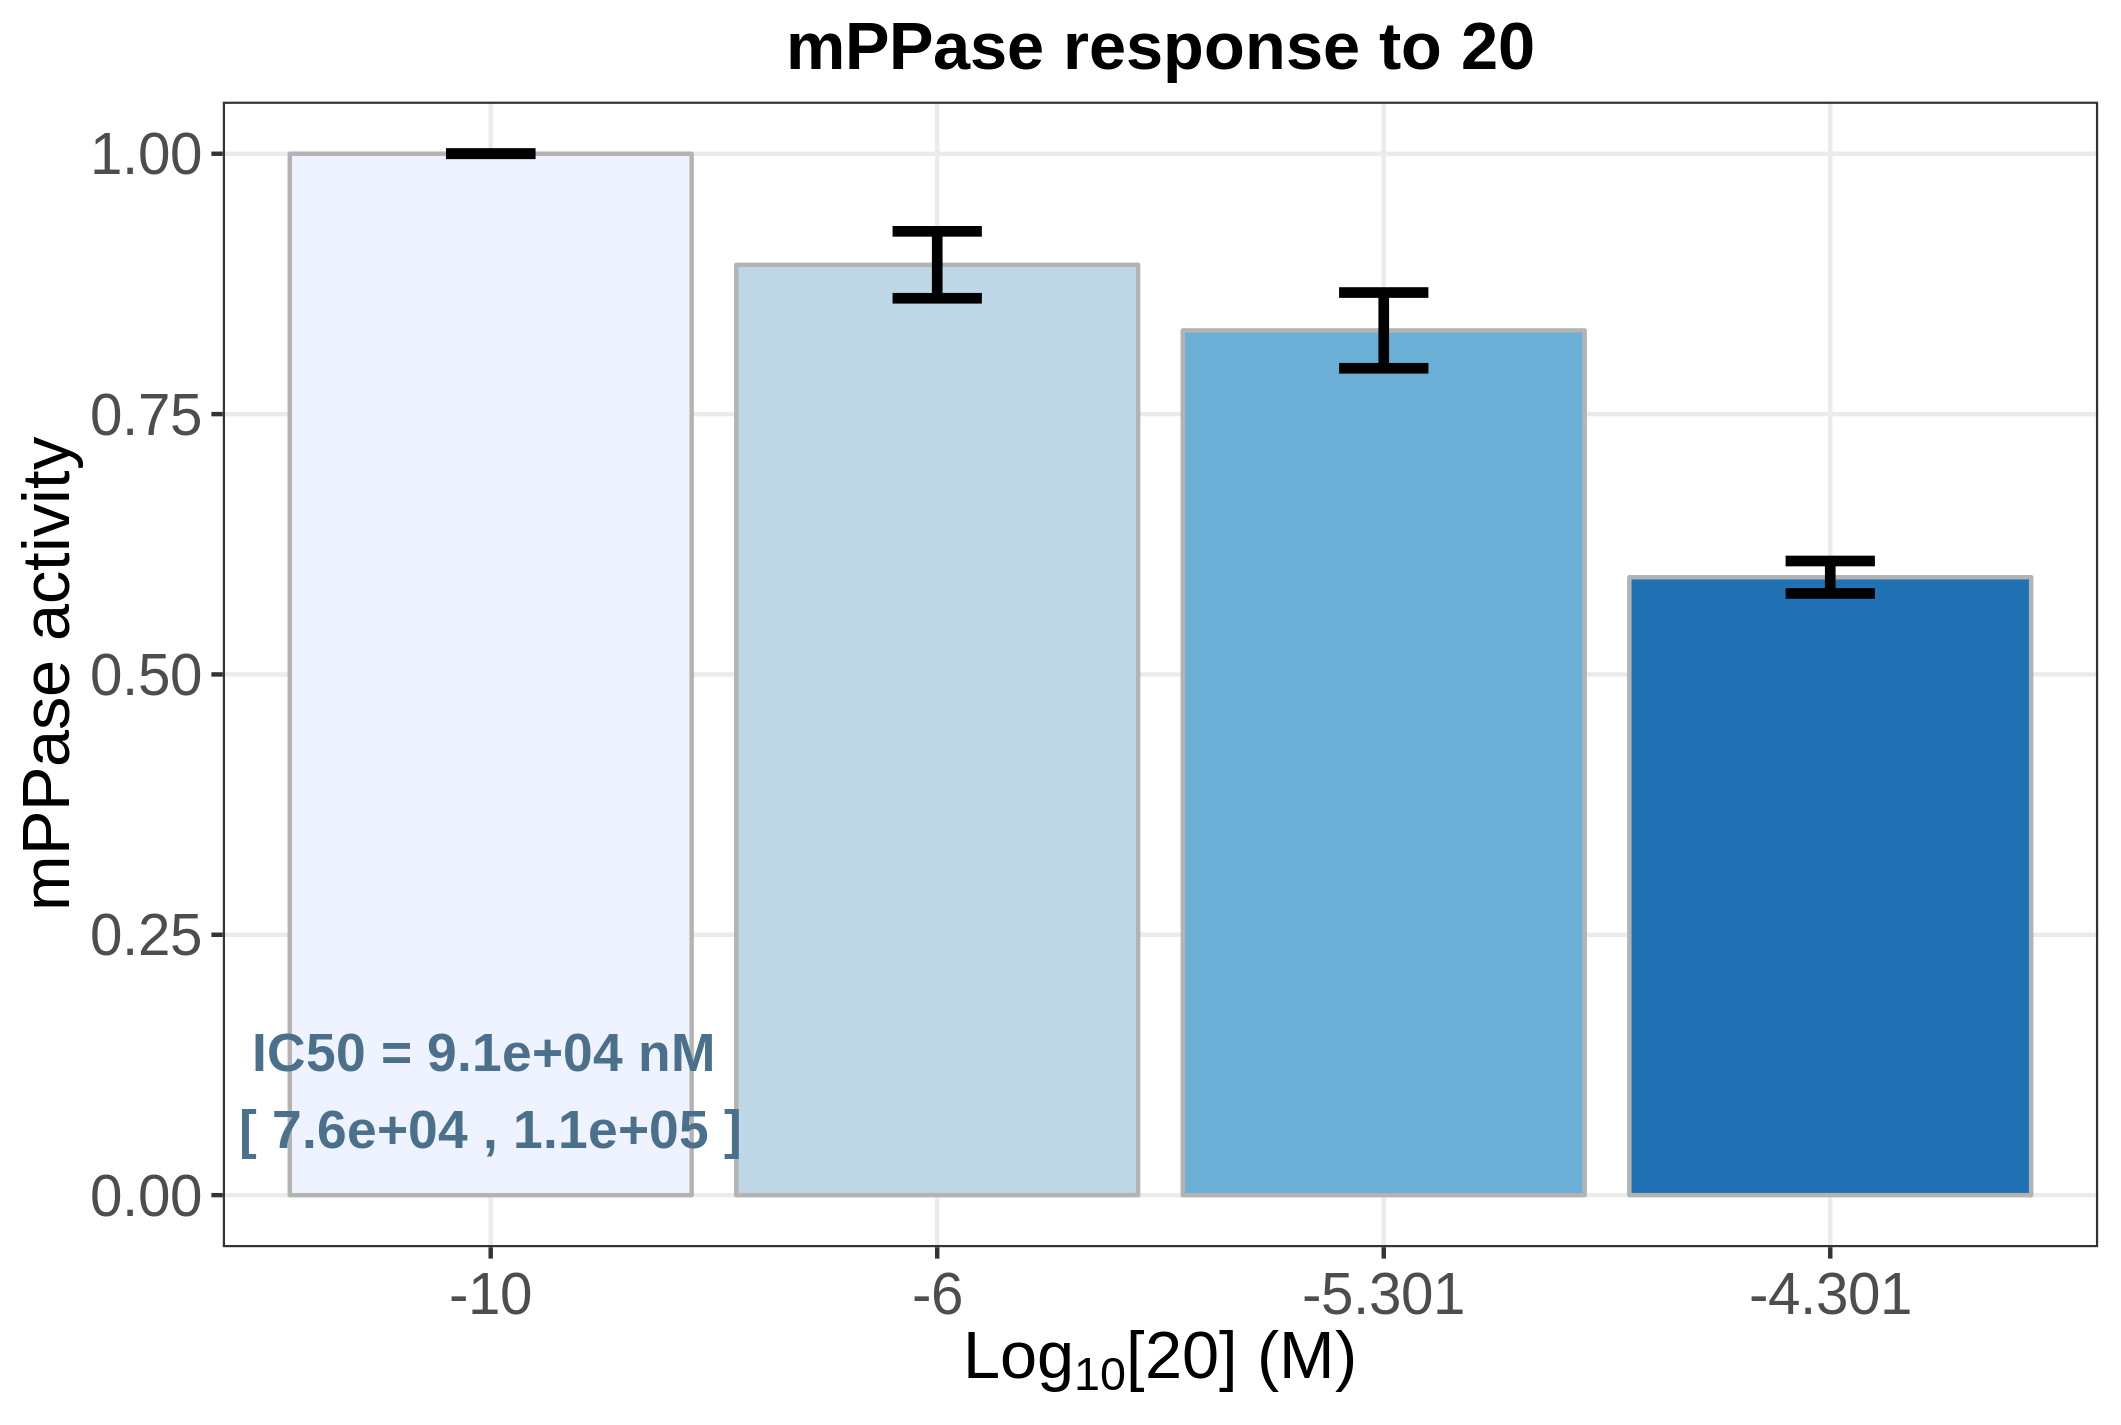 mPPase response to 20
mPPase activity
1.00
0.75
0.50
0.25
0.00
IC50 = 9.1e+04 nM
[ 7.6e+04 , 1.1e+05 ]
-10 -6 -5.301 -4.301
Log10[20] (M)